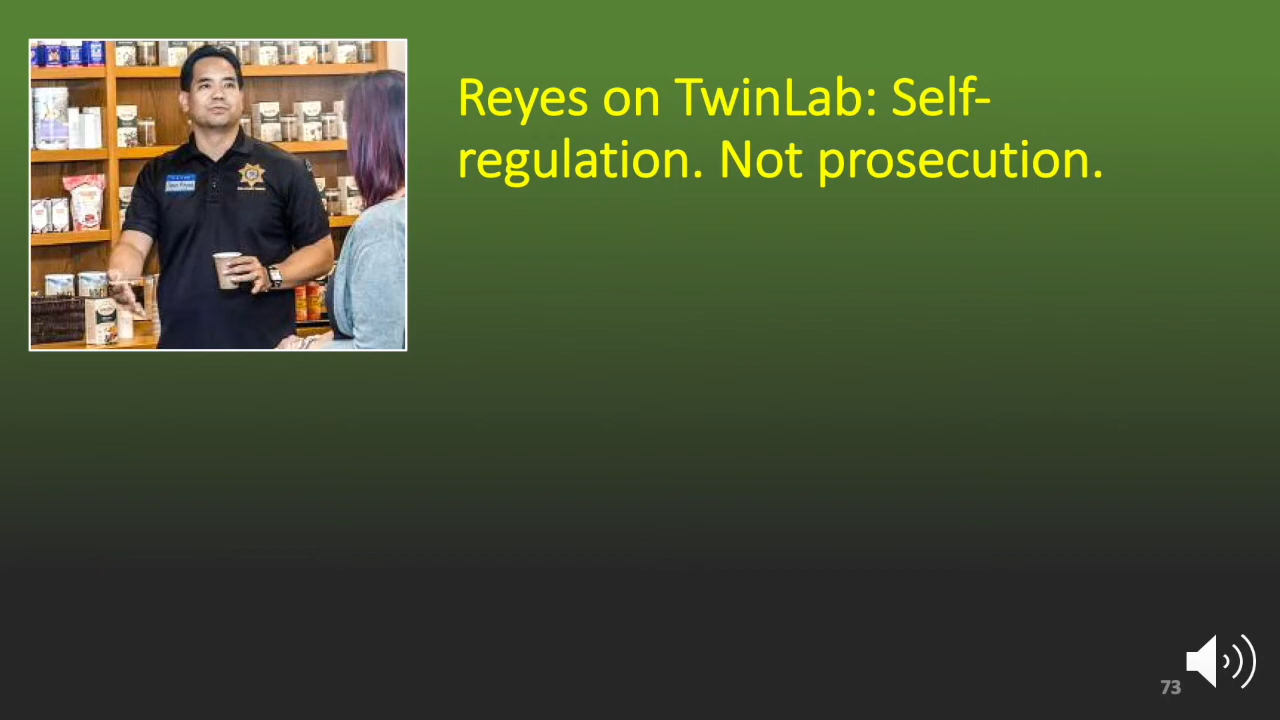 Reyes on TwinLab: Self-
regulation. Not prosecution.
73